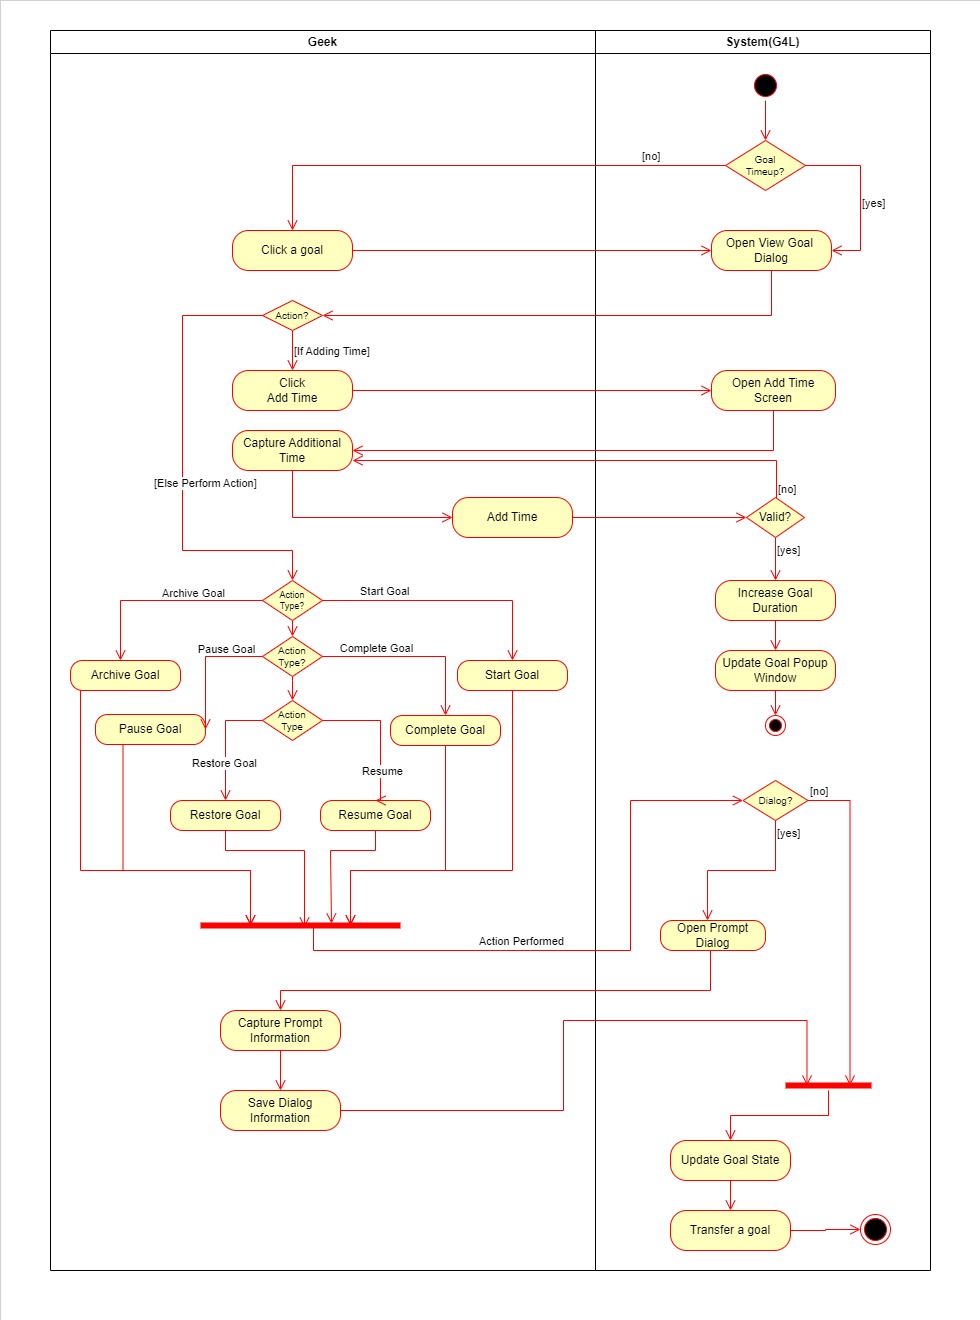 Geek
System(G4L)
Goal
Timeup?
[no]
[yes]
Click a goal
Open View Goal
Dialog
Action?
[If Adding Time]
Click
Add Time
Open Add Time
Screen
Capture Additional
Time
[Else Perform Action]
[no]
Add Time
Valid?
[yes]
Archive Goal
Action
Type?
Start Goal
Increase Goal
Duration
Pause Goal
Action
Type?
Complete Goal
Archive Goal
Start Goal
Update Goal Popup
Window
Pause Goal
Action
Type
Complete Goal
Restore Goal
Resume
Restore Goal
Resume Goal
Dialog?
[no]
[yes]
Action Performed
Open Prompt
Dialog
Capture Prompt
Information
Save Dialog
Information
Update Goal State
Transfer a goal